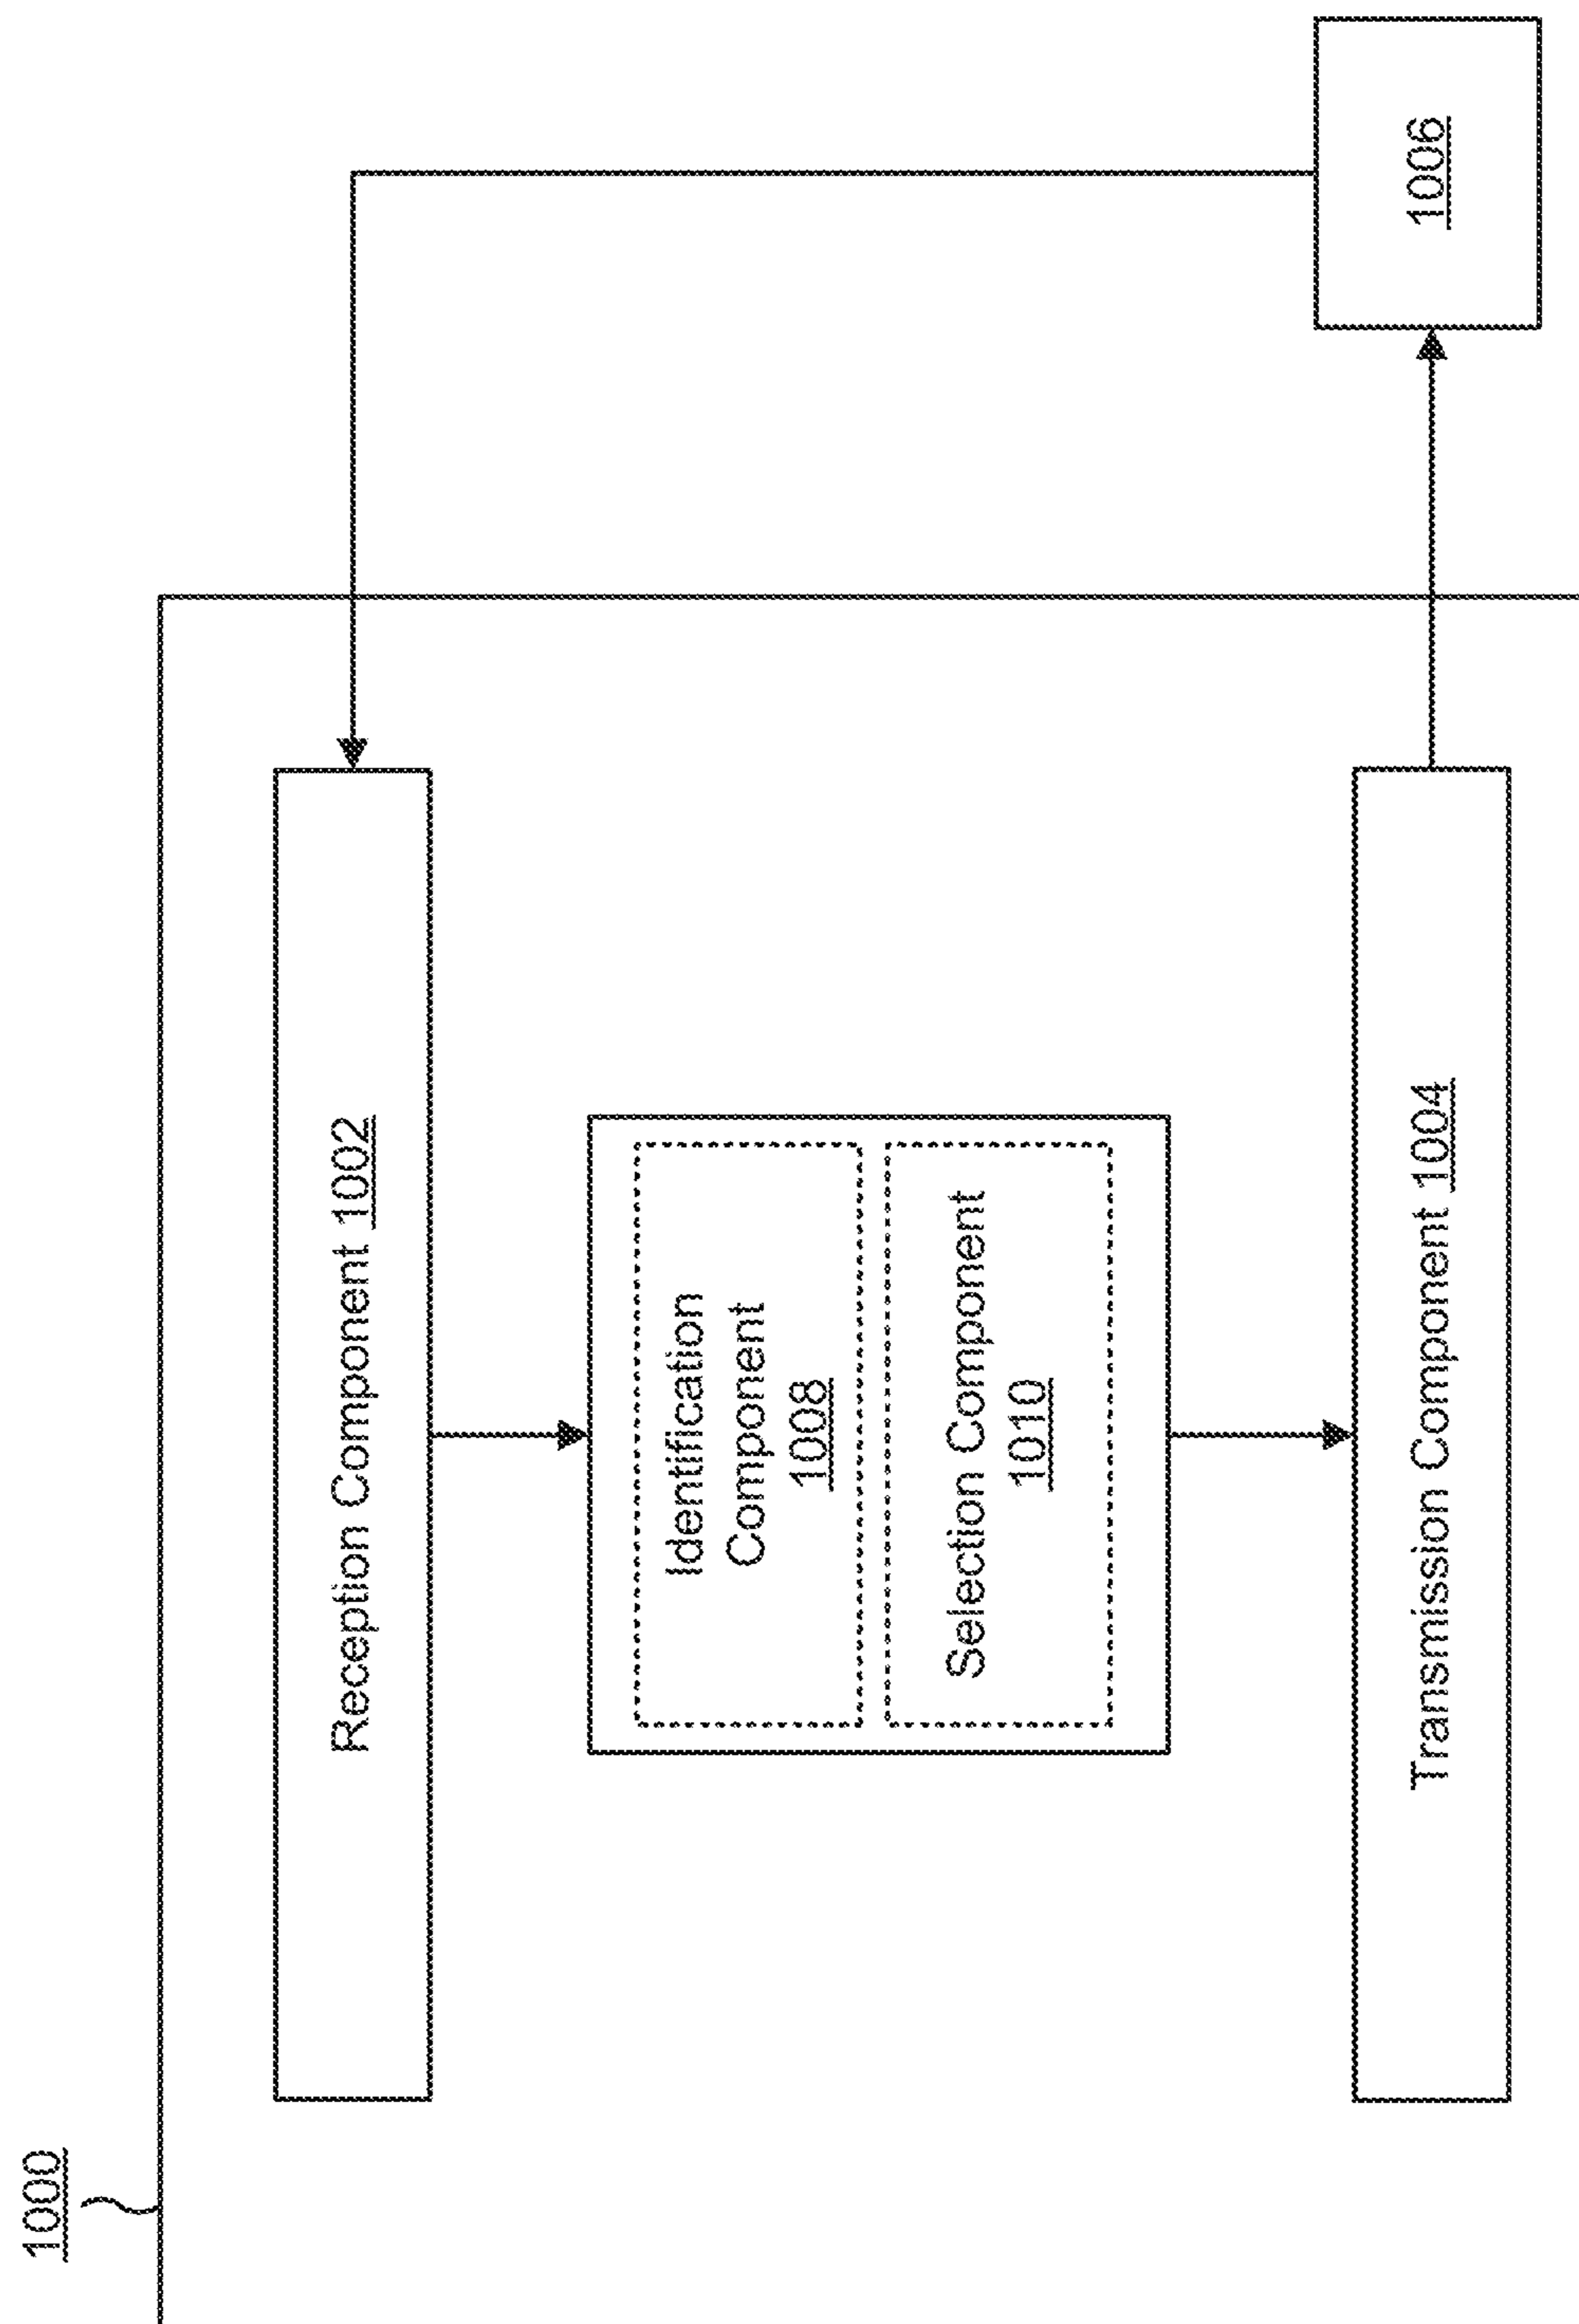 1000
Reception Component 1002
Identification
Component
1008
Selection Component
1010
Transmission Component 1004
1006